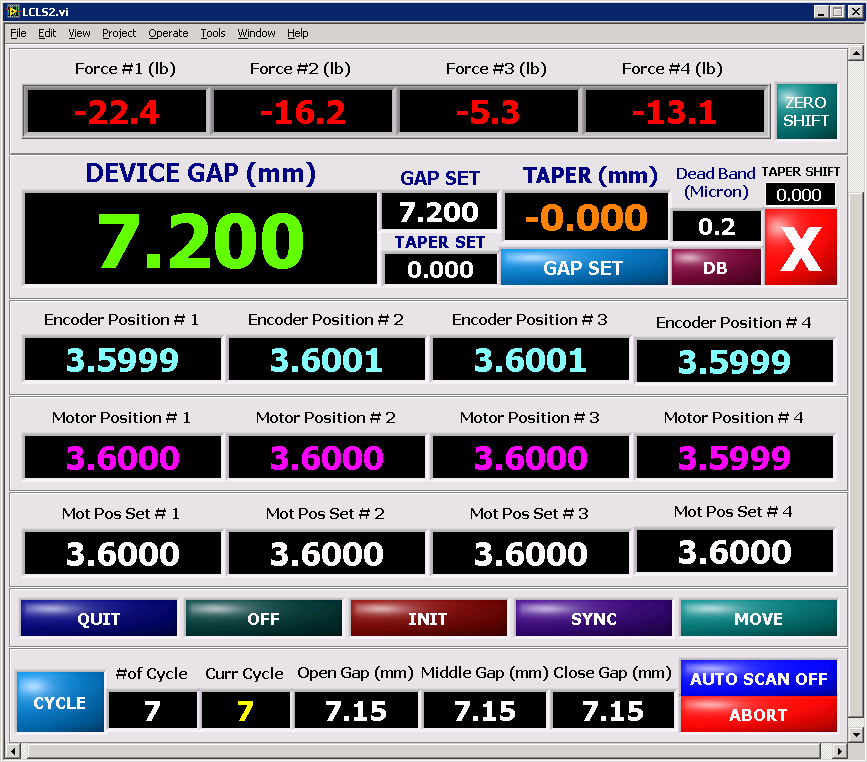 LCLS2.vi
File Edit View Project Operate Tools Window Help
Force #1 (lb) Force #2 (lb) Force #3 (lb) Force #4 (lb)
-22.4 -16.2 -5.3 -13.1 ZERO
SHIFT
DEVICE GAP (mm) GAP SET TAPER (mm) Dead Band
(Micron) TAPER SHIFT
7.200 7.200 -0.000 0.2 0.000
TAPER SET
0.000 GAP SET DB X
Encoder Position # 1 Encoder Position # 2 Encoder Position # 3 Encoder Position # 4
3.5999 3.6001 3.6001 3.5999
Motor Position # 1 Motor Position # 2 Motor Position # 3 Motor Position # 4
3.6000 3.6000 3.6000 3.5999
Mot Pos Set # 1 Mot Pos Set # 2 Mot Pos Set # 3 Mot Pos Set # 4
3.6000 3.6000 3.6000 3.6000
QUIT OFF INIT SYNC MOVE
CYCLE #of Cycle Curr Cycle Open Gap (mm) Middle Gap (mm) Close Gap (mm) AUTO SCAN OFF
7 7 7.15 7.15 7.15 ABORT